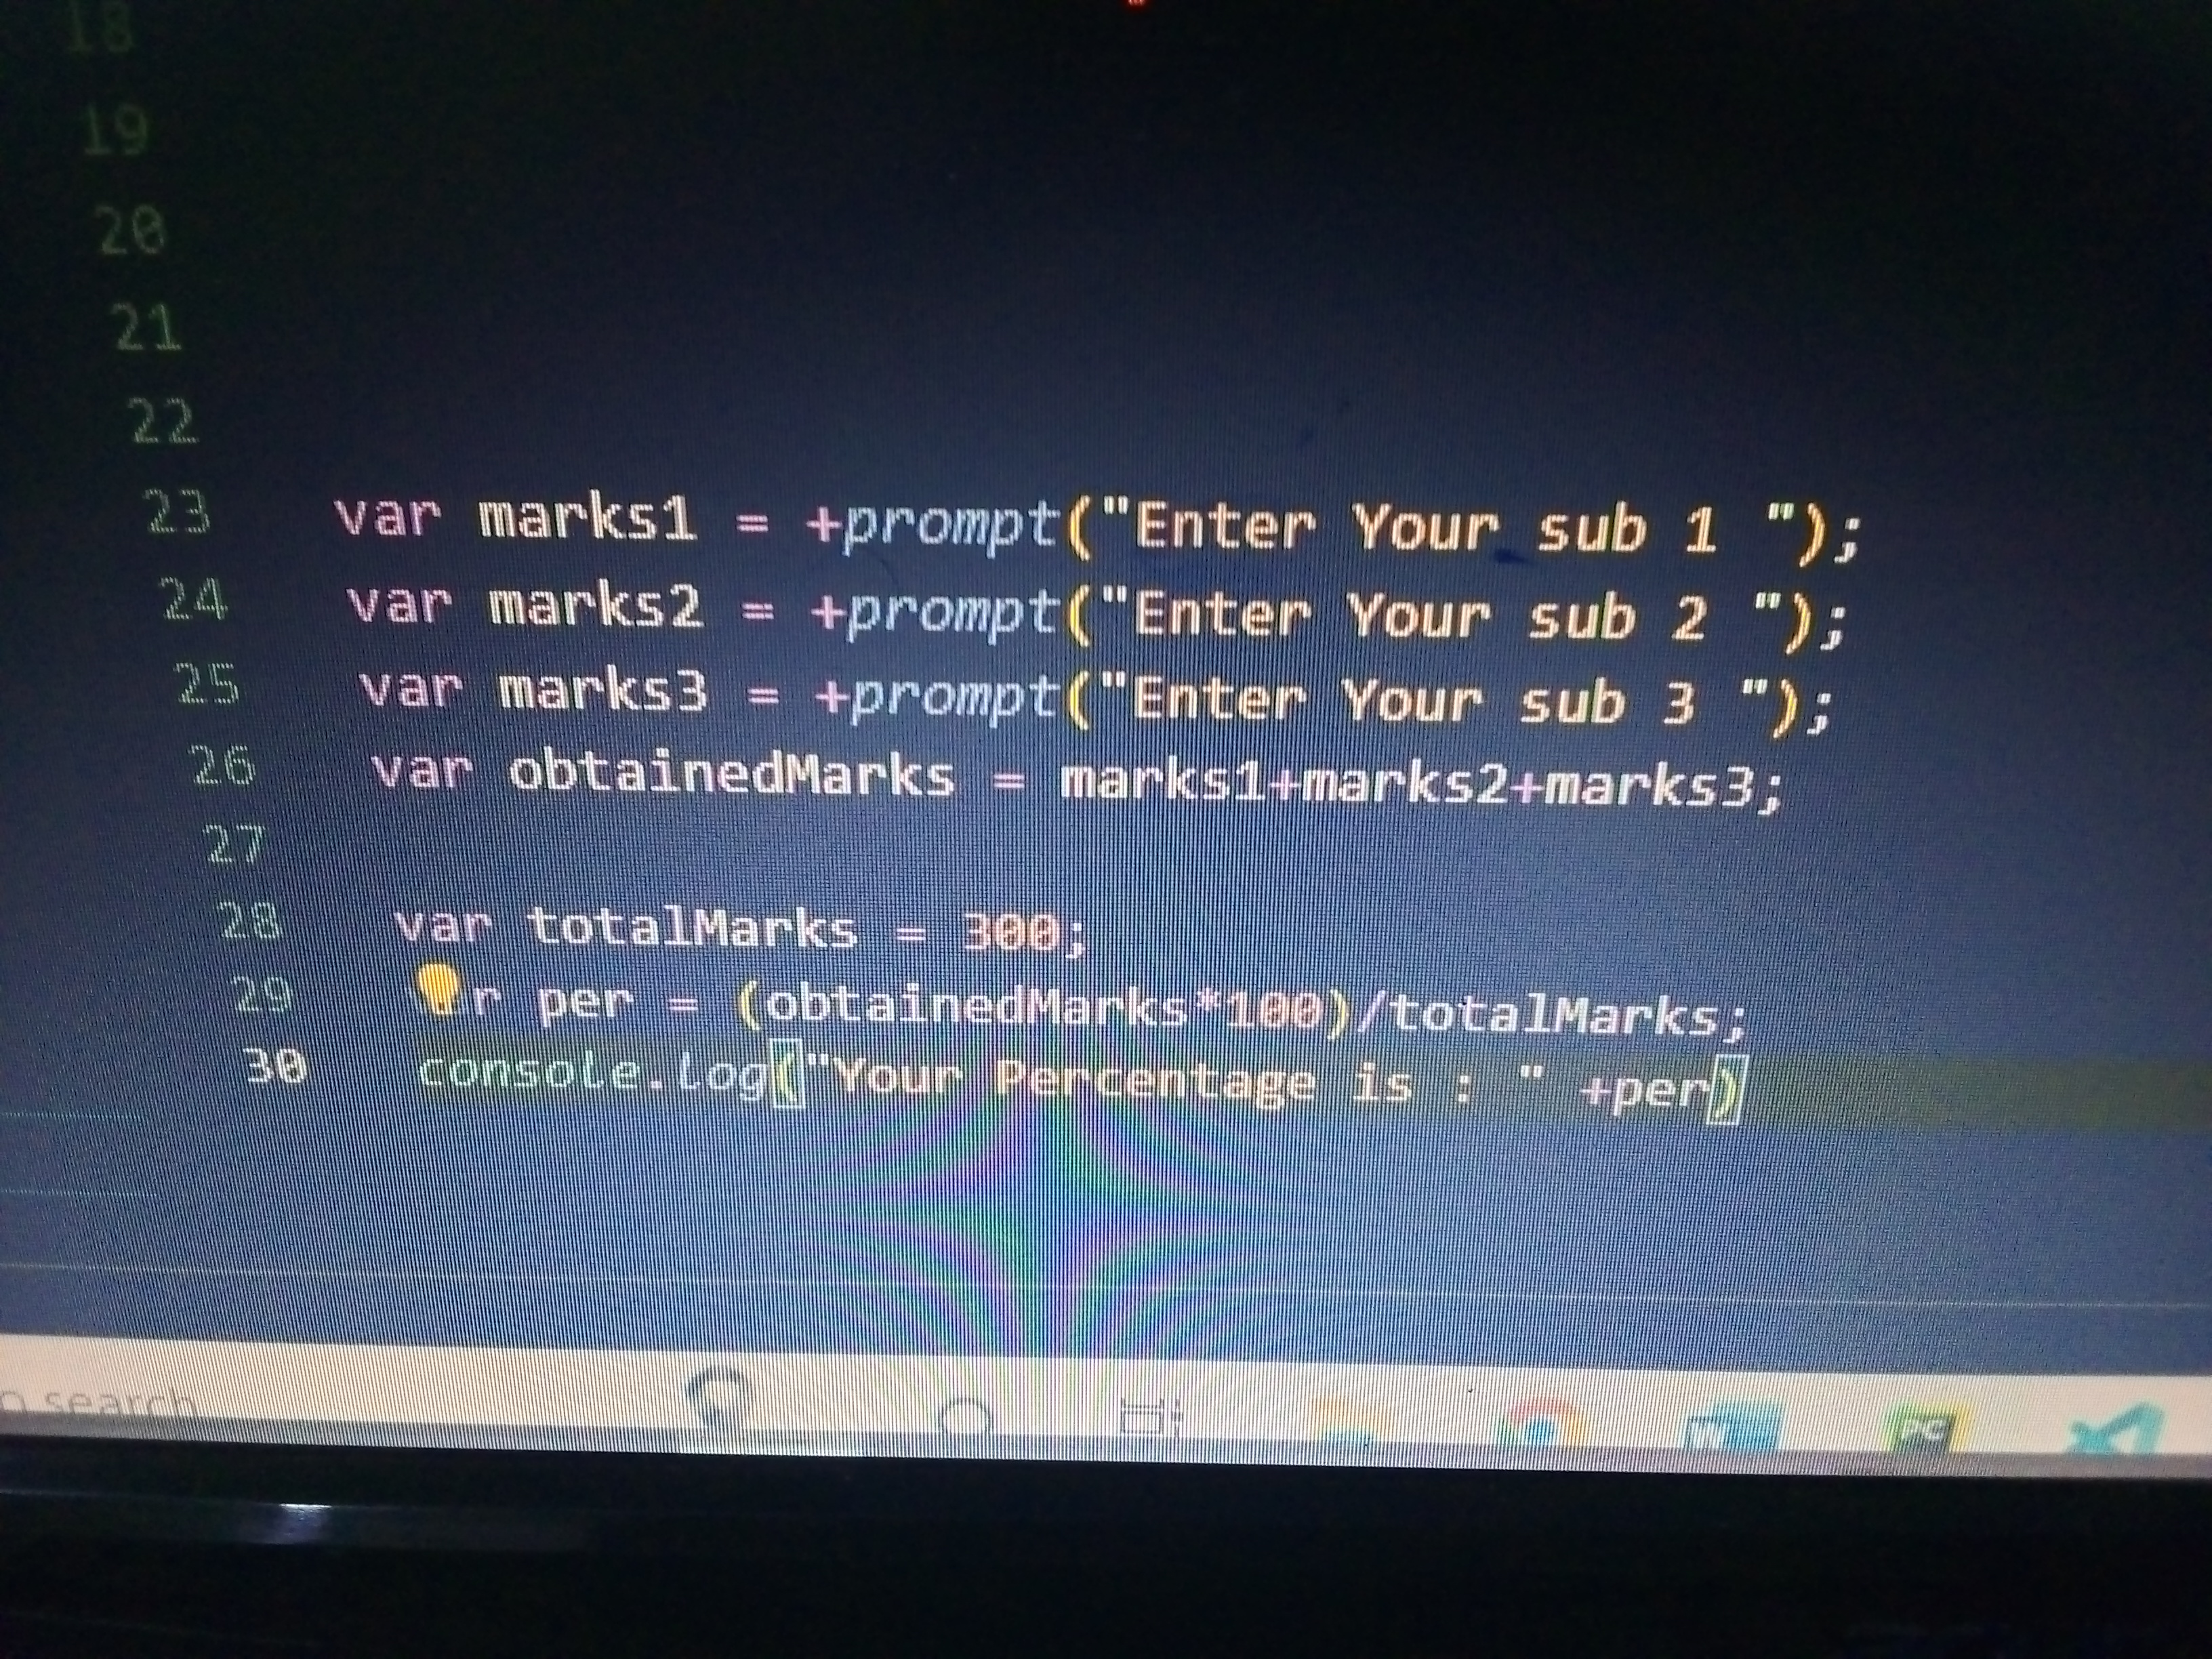 18
19
20
21
22
23 var marks1 = +prompt("Enter Your sub 1 ");
24 var marks2 = +prompt("Enter Your sub 2 ");
25 var marks3 = +prompt("Enter Your sub 3 ");
26 var obtainedMarks = marks1+marks2+marks3;
27
28 var totalMarks = 300;
29 r per = (obtainedMarks*100)/totalMarks;
30 console.log("Your Percentage is : " +per)
search
W
PC